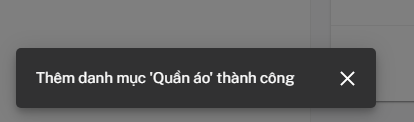 Thêm danh mục 'Quần áo' thành công